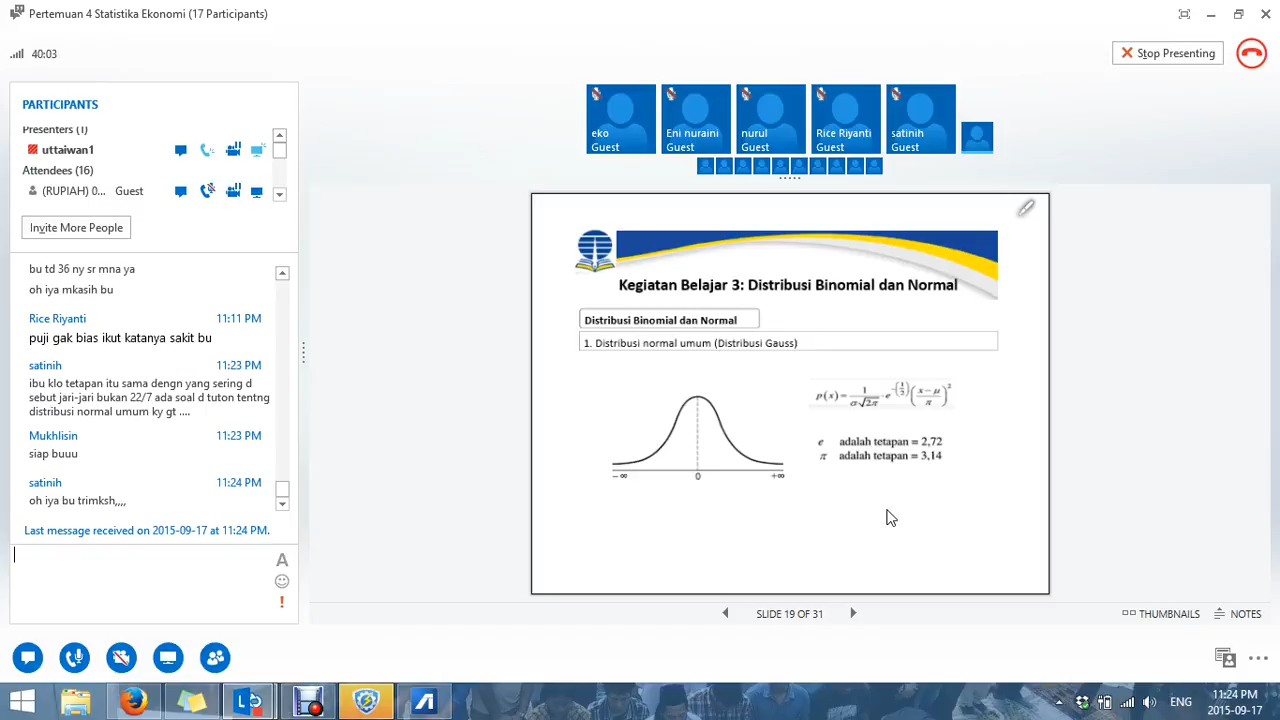 Pertemuan 4 Statistika Ekonomi (17 Participants)
40:03
Stop Presenting
PARTICIPANTS
Presenters (1)
uttaiwan1
Attendees (16)
(RUPIAH) 0... Guest
Invite More People
bu td 36 ny sr mna ya
oh iya mkasih bu
Rice Riyanti 11:11 PM
puji gak bias ikut katanya sakit bu
satinih 11:23 PM
ibu klo tetapan itu sama dengn yang sering d
sebut jari-jari bukan 22/7 ada soal d tuton tentng
distribusi normal umum ky gt ....
Mukhlisin 11:23 PM
siap buuu
satinih 11:24 PM
oh iya bu trimksh,,,,
Last message received on 2015-09-17 at 11:24 PM.
A
!
eko
Guest
Eni nuraini
Guest
nurul
Guest
Rice Riyanti
Guest
satinih
Guest
Kegiatan Belajar 3: Distribusi Binomial dan Normal
Distribusi Binomial dan Normal
1. Distribusi normal umum (Distribusi Gauss)
p(x) = 1/(σ√2π) · e^-(1/2) ((x-μ)/π)^2
e adalah tetapan = 2,72
π adalah tetapan = 3,14
-∞ 0 +∞
SLIDE 19 OF 31
THUMBNAILS
NOTES
ENG
11:24 PM
2015-09-17